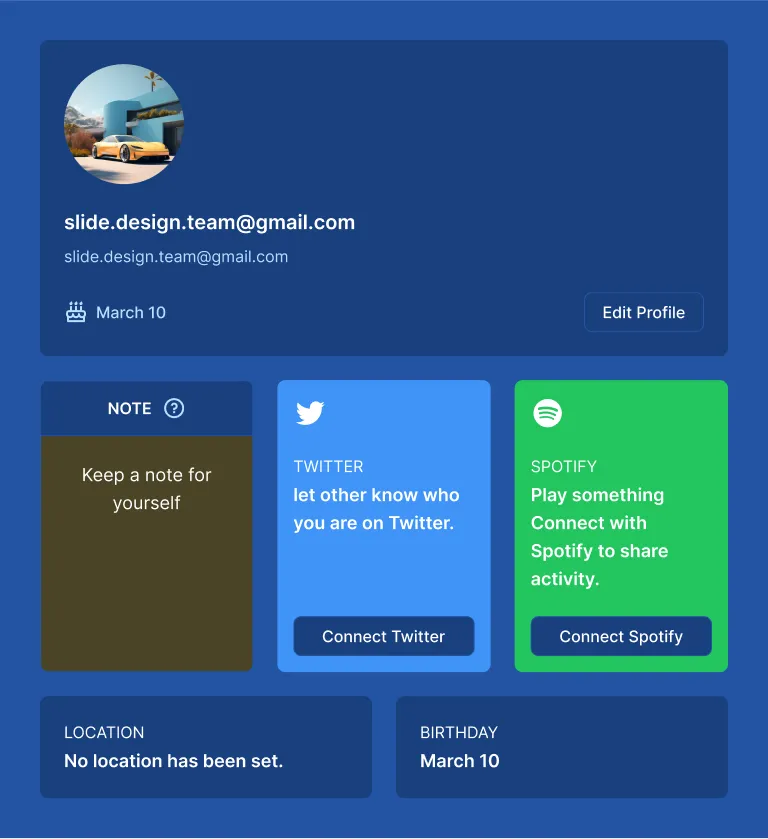 slide.design.team@gmail.com
slide.design.team@gmail.com
March 10
Edit Profile
NOTE
Keep a note for
yourself
TWITTER
let other know who
you are on Twitter.
Connect Twitter
SPOTIFY
Play something
Connect with
Spotify to share
activity.
Connect Spotify
LOCATION
No location has been set.
BIRTHDAY
March 10